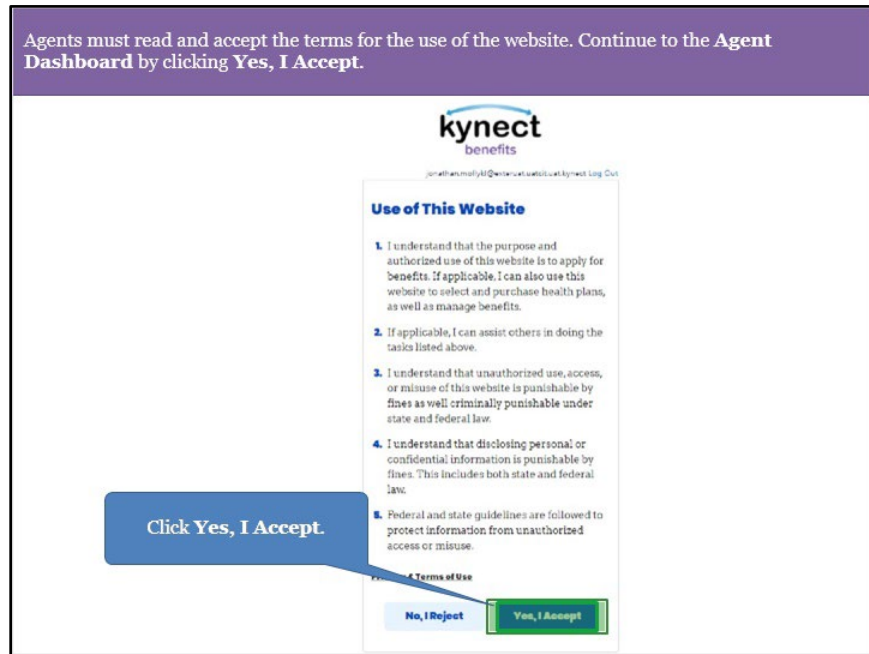 Agents must read and accept the terms for the use of the website. Continue to the Agent
Dashboard by clicking Yes, I Accept.
kynect
benefits
Log Out
Use of This Website
1. I understand that the purpose and
authorized use of this website is to apply for
benefits. If applicable, I can also use this
website to select and purchase health plans,
as well as manage benefits.
2. If applicable, I can assist others in doing the
tasks listed above.
3. I understand that unauthorized use, access,
or misuse of this website is punishable by
fines as well criminally punishable under
state and federal law.
4. I understand that disclosing personal or
confidential information is punishable by
fines. This includes both state and federal
law.
5. Federal and state guidelines are followed to
protect information from unauthorized
access or misuse.
Click Yes, I Accept.
& Terms of Use
No, I Reject
Yes, I Accept